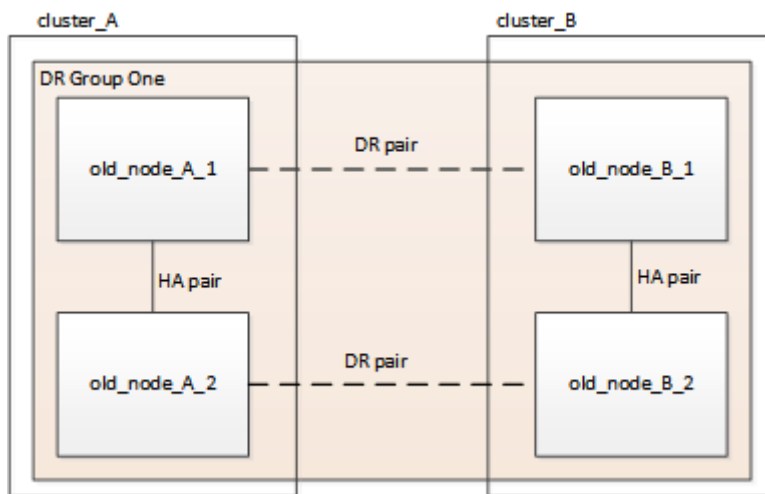 cluster_A
cluster_B
DR Group One
old_node_A_1
DR pair
old_node_B_1
HA pair
HA pair
old_node_A_2
DR pair
old_node_B_2